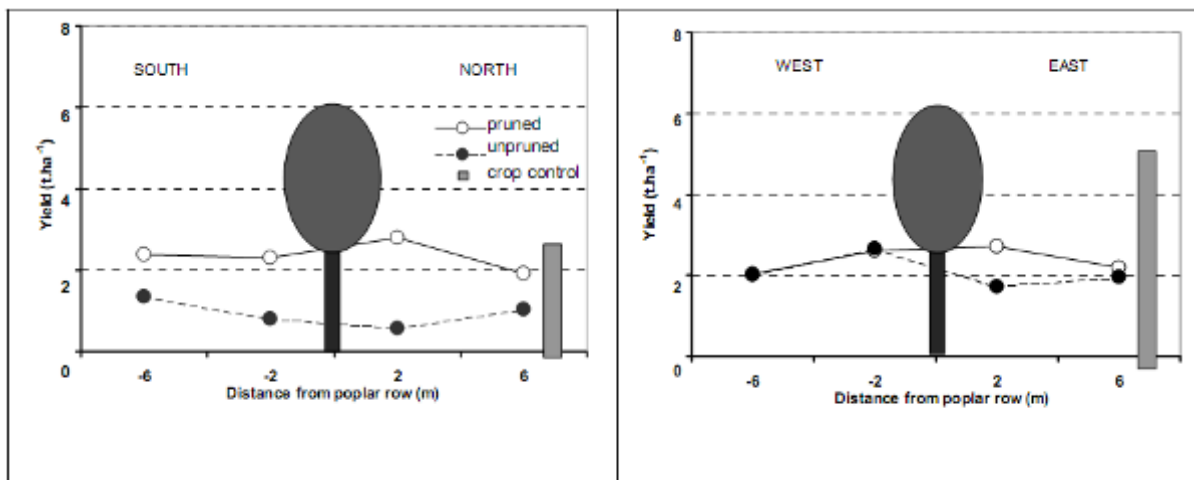 8
SOUTH NORTH
6
pruned
unpruned
crop control
4
2
0
-6 -2 2 6
Distance from poplar row (m)
Yield (t.ha⁻¹)
8
WEST EAST
6
4
2
0
-6 -2 2 6
Distance from poplar row (m)
Yield (t.ha⁻¹)